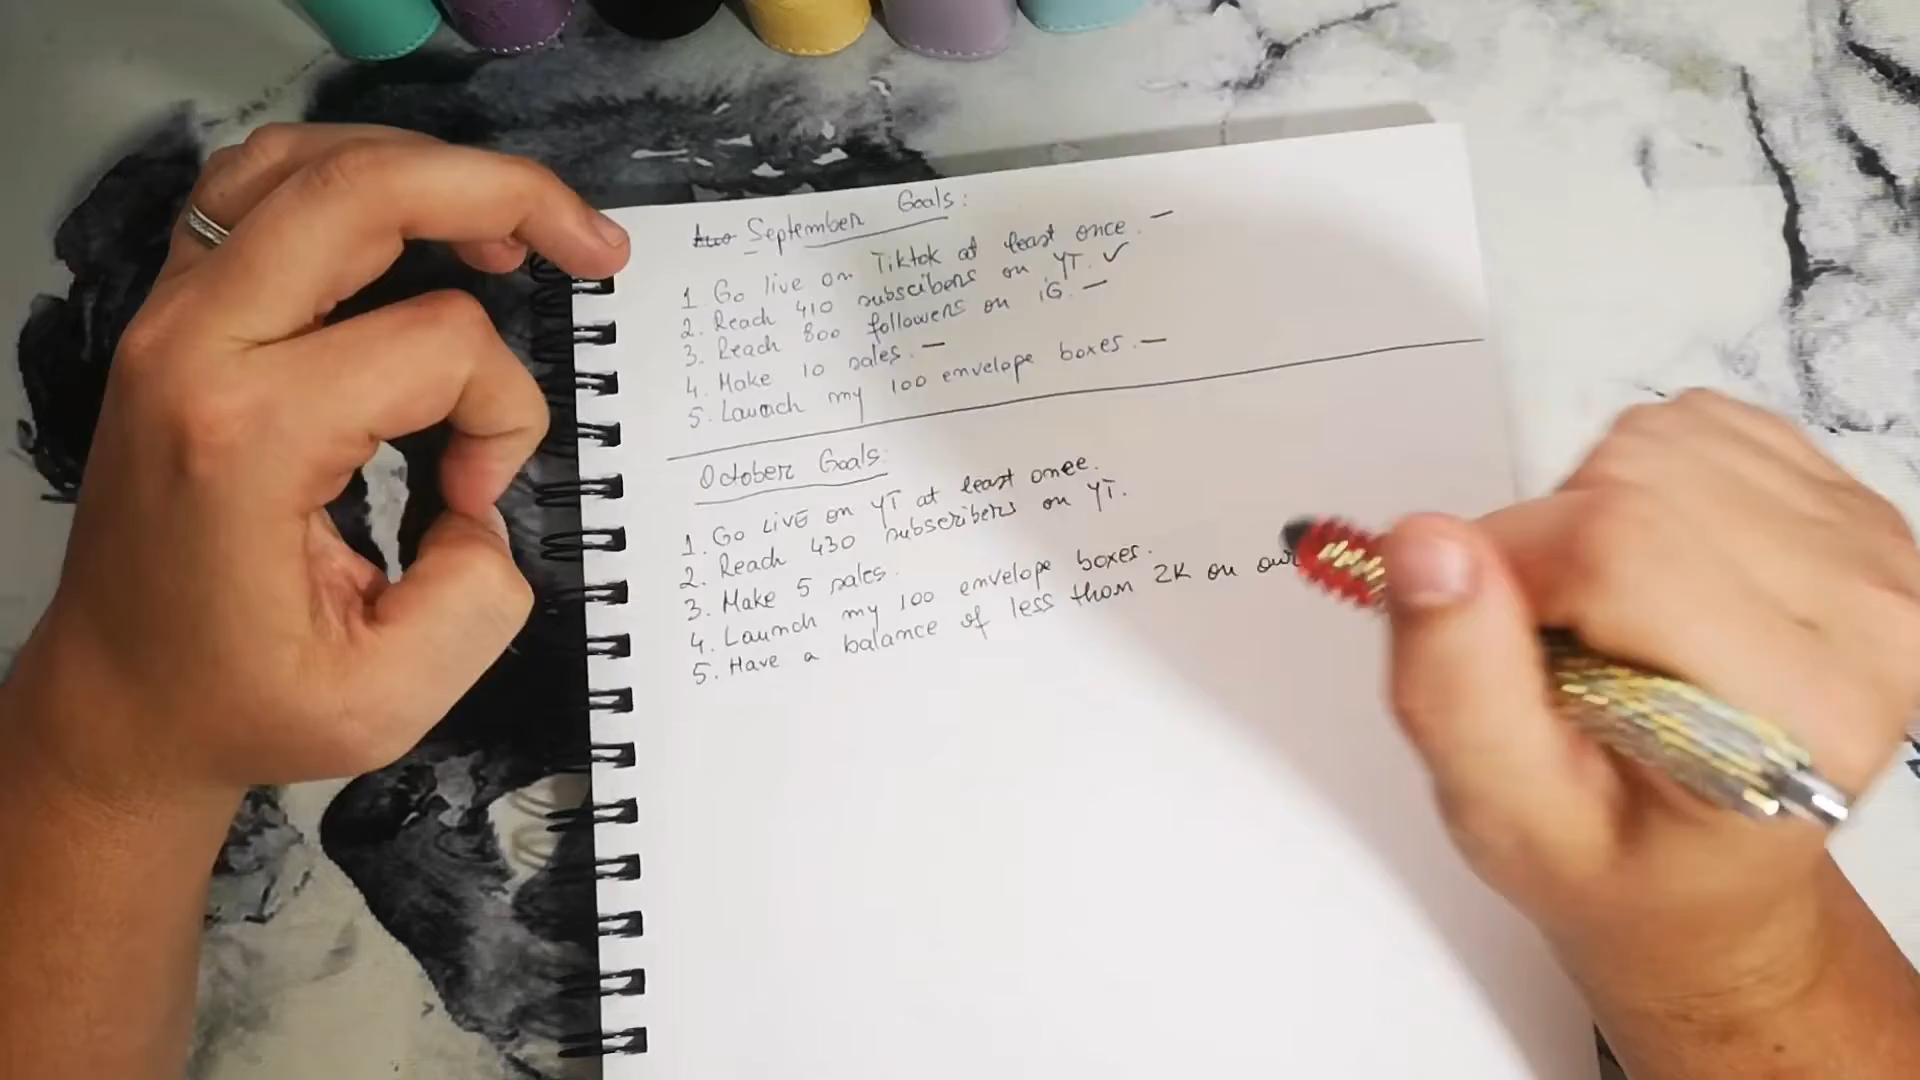 September Goals:
1. Go live on Tiktok at least once. —
2. Reach 410 subscibers on YT. ✓
3. Reach 800 followers on iG. —
4. Make 10 sales. —
5. Launch my 100 envelope boxes. —
October Goals:
1. Go LIVE on YT at least once.
2. Reach 430 subscribers on YT.
3. Make 5 sales.
4. Launch my 100 envelope boxes.
5. Have a balance of less than 2K on our